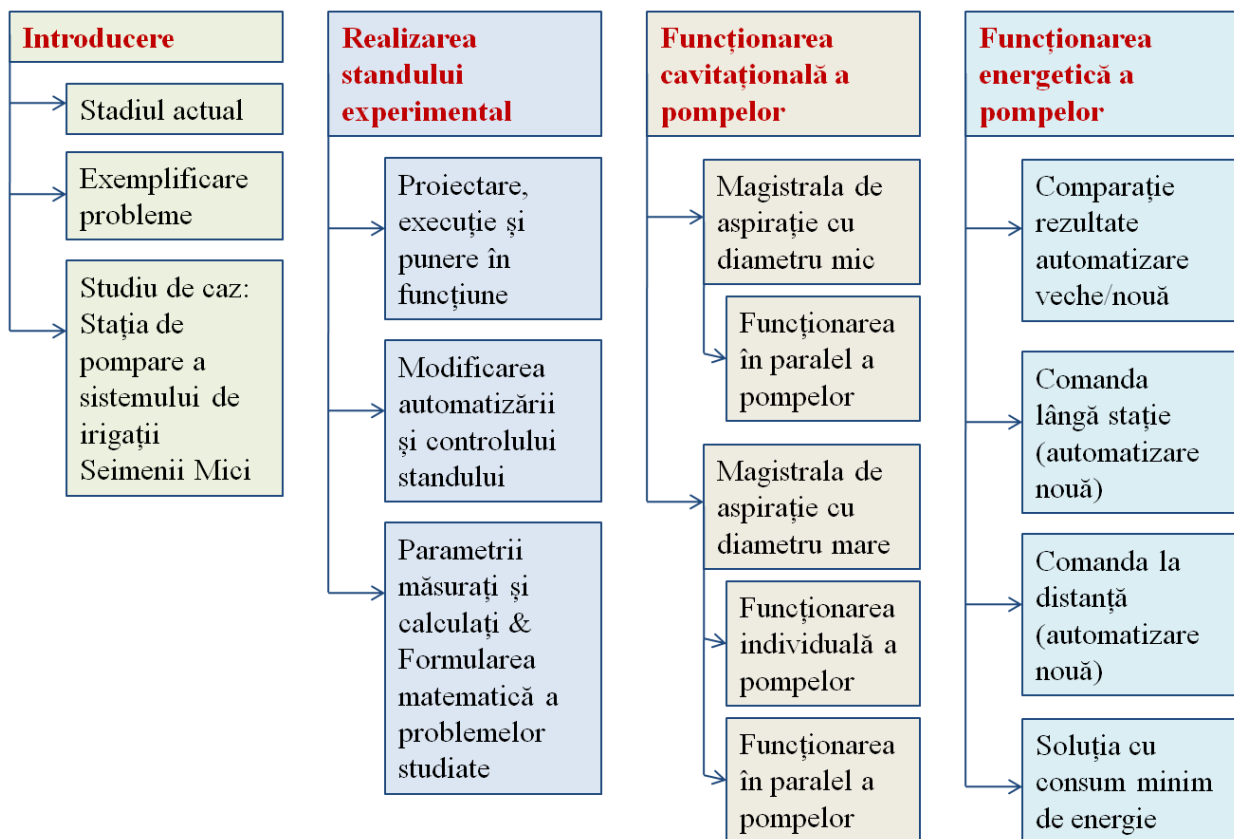 Introducere
Stadiul actual
Exemplificare
probleme
Studiu de caz:
Stația de
pompare a
sistemului de
irigații
Seimenii Mici
Realizarea
standului
experimental
Proiectare,
execuție și
punere în
funcțiune
Modificarea
automatizării
și controlului
standului
Parametrii
măsurați și
calculați &
Formularea
matematică a
problemelor
studiate
Funcționarea
cavitațională a
pompelor
Magistrala de
aspirație cu
diametru mic
Funcționarea
în paralel a
pompelor
Magistrala de
aspirație cu
diametru mare
Funcționarea
individuală a
pompelor
Funcționarea
în paralel a
pompelor
Funcționarea
energetică a
pompelor
Comparație
rezultate
automatizare
veche/nouă
Comanda
lângă stație
(automatizare
nouă)
Comanda la
distanță
(automatizare
nouă)
Soluția cu
consum minim
de energie